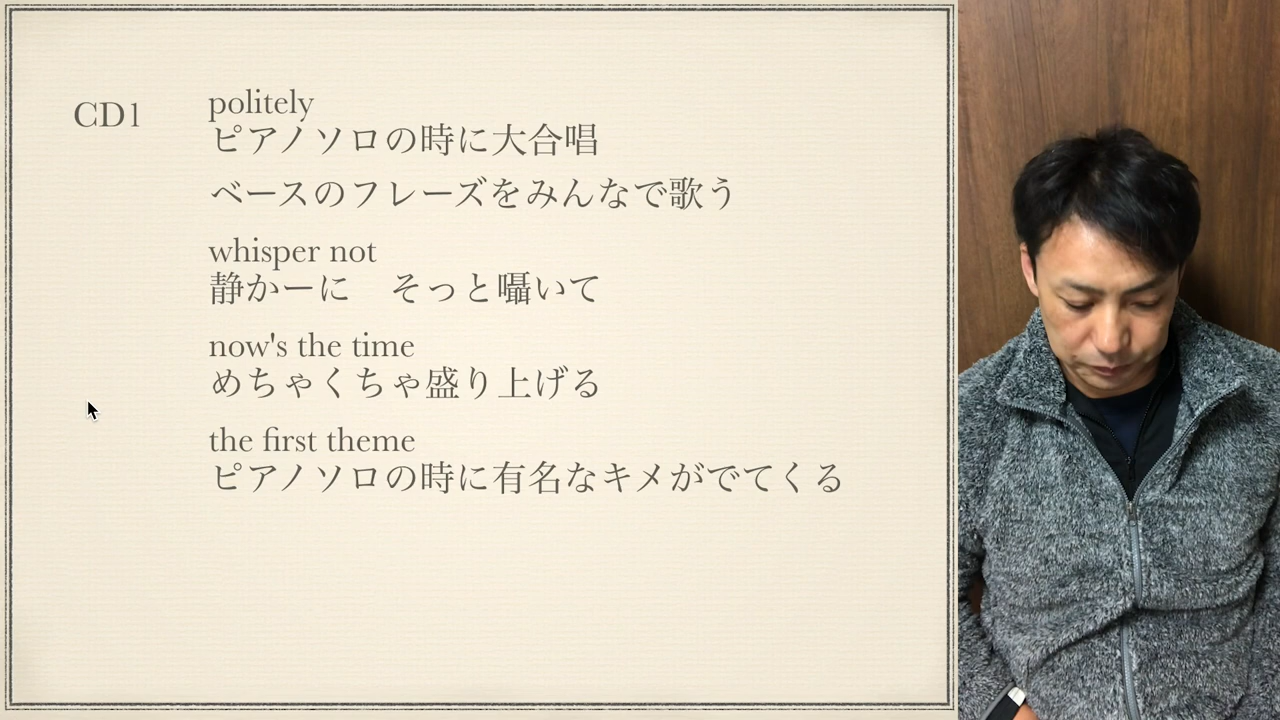 CD1
politely
ピアノソロの時に大合唱
ベースのフレーズをみんなで歌う
whisper not
静かーに　そっと囁いて
now's the time
めちゃくちゃ盛り上げる
the first theme
ピアノソロの時に有名なキメがでてくる